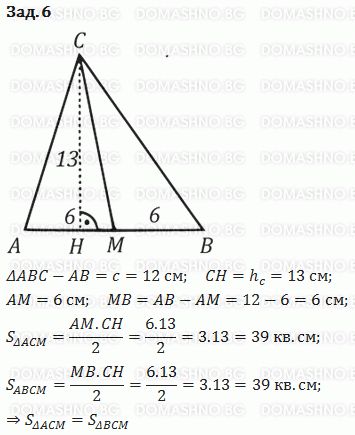 Зад.6
C
13
6
6
A H M B
ΔABC − AB = c = 12 см; CH = h_c = 13 см;
AM = 6 см; MB = AB − AM = 12 − 6 = 6 см;
S_ΔACM = AM.CH / 2 = 6.13 / 2 = 3.13 = 39 кв.см;
S_ABCM = MB.CH / 2 = 6.13 / 2 = 3.13 = 39 кв.см;
⇒ S_ΔACM = S_ΔBCM